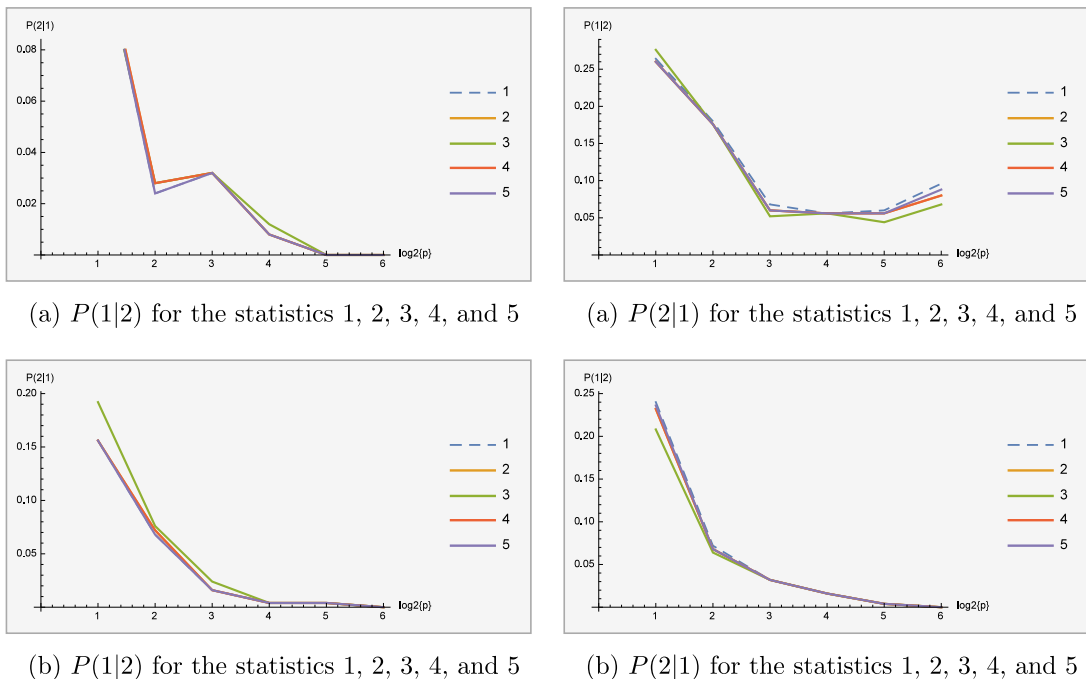 P(2|1)
0.08
0.06
0.04
0.02
1 2 3 4 5 6
log2{p}
1
2
3
4
5
(a) P(1|2) for the statistics 1, 2, 3, 4, and 5
P(1|2)
0.25
0.20
0.15
0.10
0.05
1 2 3 4 5 6
log2{p}
1
2
3
4
5
(a) P(2|1) for the statistics 1, 2, 3, 4, and 5
P(2|1)
0.20
0.15
0.10
0.05
1 2 3 4 5 6
log2{p}
1
2
3
4
5
(b) P(1|2) for the statistics 1, 2, 3, 4, and 5
P(1|2)
0.25
0.20
0.15
0.10
0.05
1 2 3 4 5 6
log2{p}
1
2
3
4
5
(b) P(2|1) for the statistics 1, 2, 3, 4, and 5